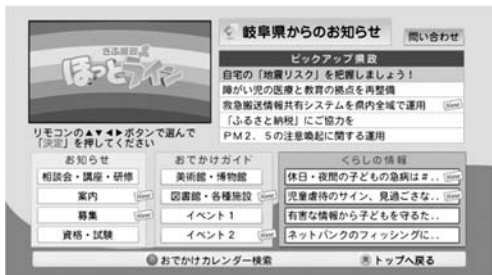 ぎふ県政
ほっとライン
岐阜県からのお知らせ
問い合わせ
ピックアップ県政
自宅の「地震リスク」を把握しましょう！
障がい児の医療と教育の拠点を再整備
救急搬送情報共有システムを県内全域で運用 New
「ふるさと納税」にご協力を
PM2．5の注意喚起に関する運用
リモコンの▲▼◀▶ボタンで選んで
「決定」を押してください
お知らせ
相談会・講座・研修
案内 New
募集 New
資格・試験
おでかけガイド
美術館・博物館
図書館・各種施設 New
イベント1
イベント2 New
くらしの情報
休日・夜間の子どもの急病は＃．． New
児童虐待のサイン、見過ごさな．． New
有害な情報から子どもを守るた．．
ネットバンクのフィッシングに．．
おでかけカレンダー検索
トップへ戻る